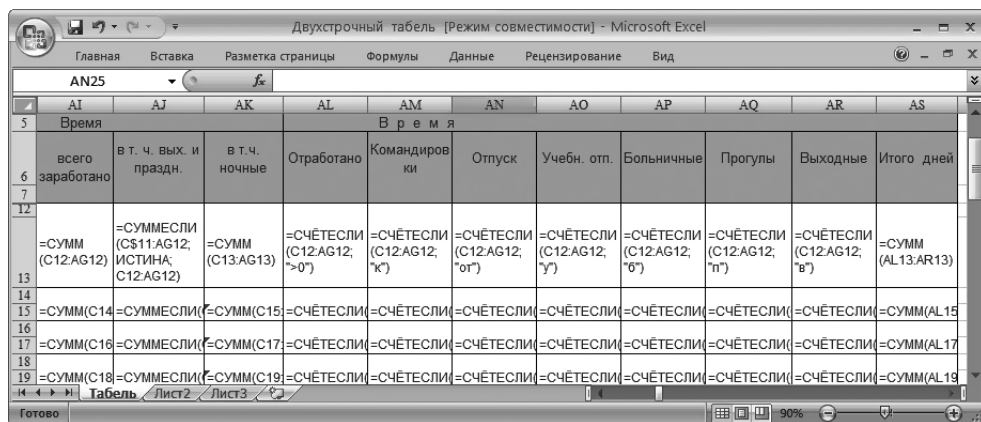 Двухстрочный табель [Режим совместимости] - Microsoft Excel
Главная Вставка Разметка страницы Формулы Данные Рецензирование Вид
AN25 fx
AI AJ AK AL AM AN AO AP AQ AR AS
5 Время Время
6 всего заработано в т. ч. вых. и праздн. в т.ч. ночные Отработано Командировки Отпуск Учебн. отп. Больничные Прогулы Выходные Итого дней
7
12
13 =СУММ(C12:AG12) =СУММЕСЛИ(C$11:AG12;ИСТИНА;C12:AG12) =СУММ(C13:AG13) =СЧЁТЕСЛИ(C12:AG12;">0") =СЧЁТЕСЛИ(C12:AG12;"к") =СЧЁТЕСЛИ(C12:AG12;"от") =СЧЁТЕСЛИ(C12:AG12;"у") =СЧЁТЕСЛИ(C12:AG12;"б") =СЧЁТЕСЛИ(C12:AG12;"п") =СЧЁТЕСЛИ(C12:AG12;"в") =СУММ(AL13:AR13)
14
15 =СУММ(C14 =СУММЕСЛИ( =СУММ(C15: =СЧЁТЕСЛИ( =СЧЁТЕСЛИ( =СЧЁТЕСЛИ( =СЧЁТЕСЛИ( =СЧЁТЕСЛИ( =СЧЁТЕСЛИ( =СЧЁТЕСЛИ( =СУММ(AL15
16
17 =СУММ(C16 =СУММЕСЛИ( =СУММ(C17: =СЧЁТЕСЛИ( =СЧЁТЕСЛИ( =СЧЁТЕСЛИ( =СЧЁТЕСЛИ( =СЧЁТЕСЛИ( =СЧЁТЕСЛИ( =СЧЁТЕСЛИ( =СУММ(AL17
18
19 =СУММ(C18 =СУММЕСЛИ( =СУММ(C19: =СЧЁТЕСЛИ( =СЧЁТЕСЛИ( =СЧЁТЕСЛИ( =СЧЁТЕСЛИ( =СЧЁТЕСЛИ( =СЧЁТЕСЛИ( =СЧЁТЕСЛИ( =СУММ(AL19
Табель Лист2 Лист3
Готово 90%